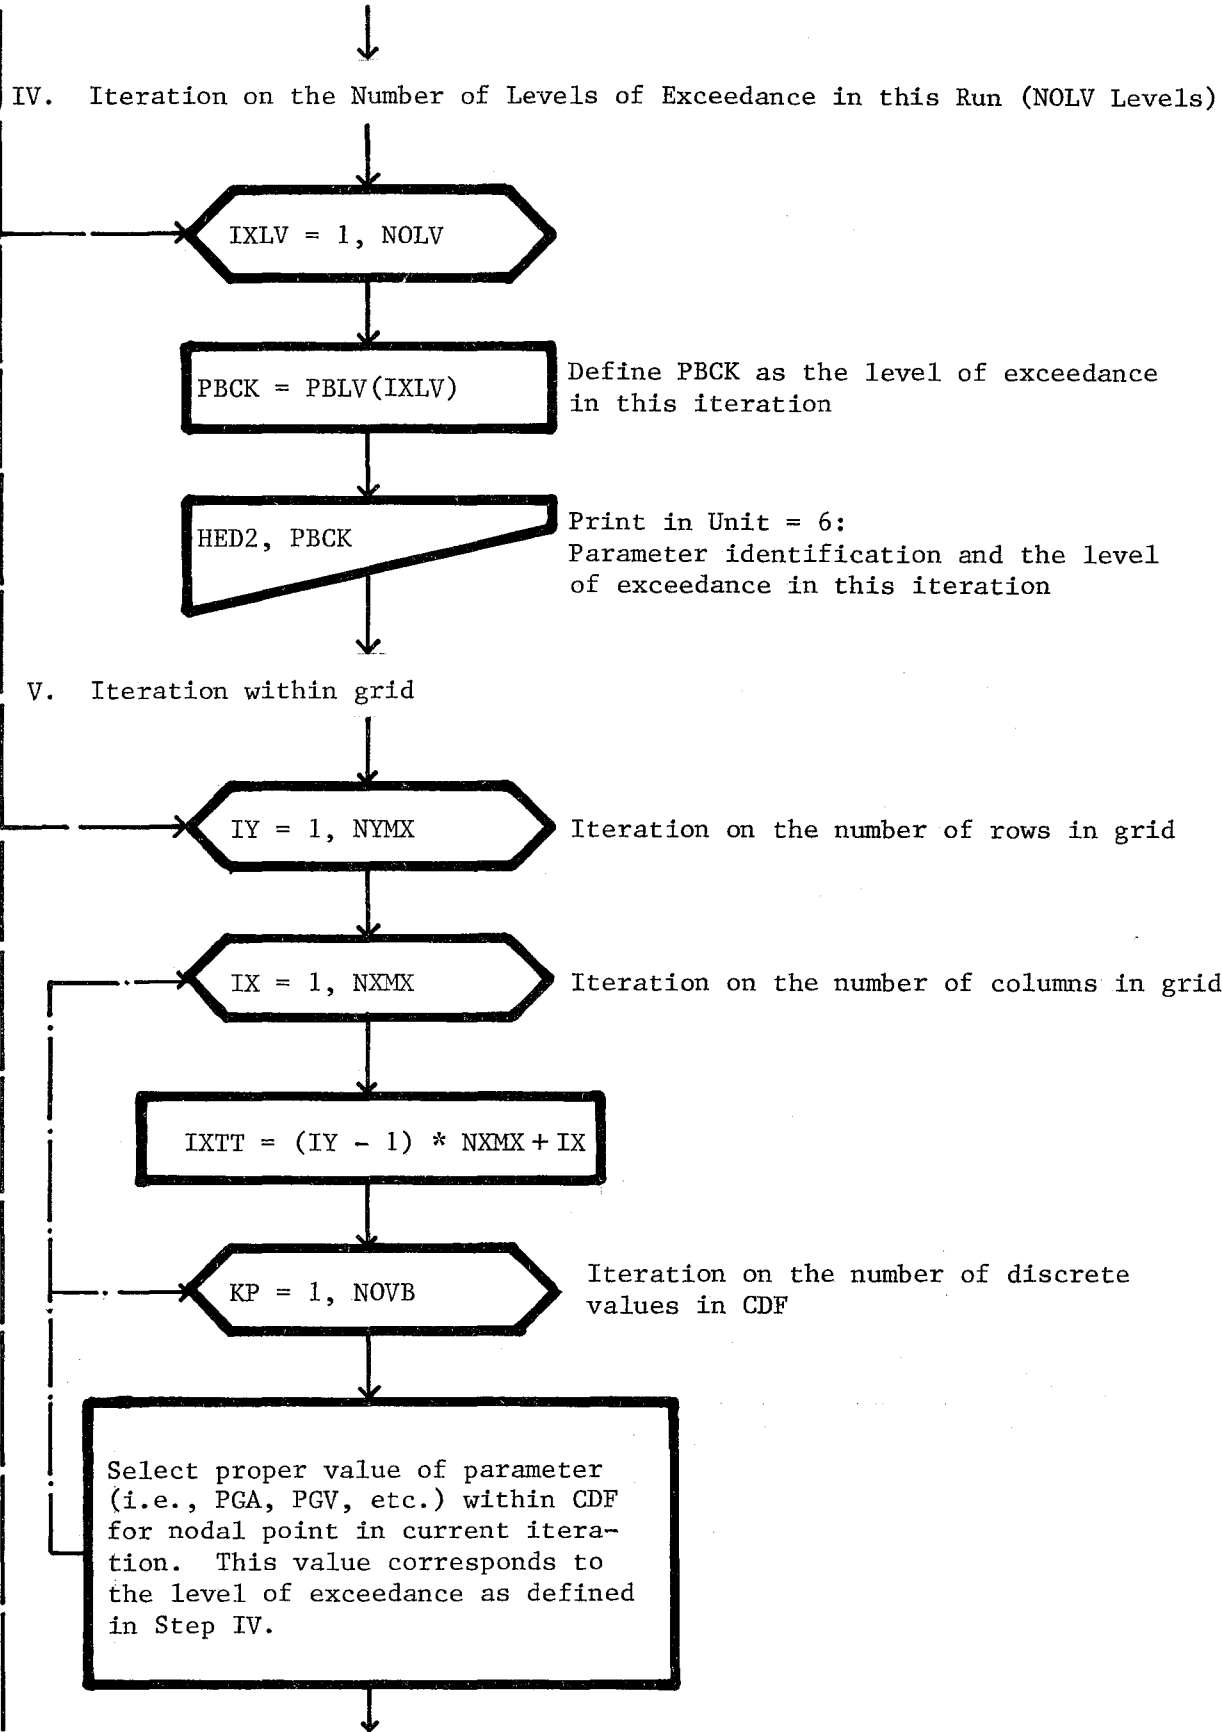 IV. Iteration on the Number of Levels of Exceedance in this Run (NOLV Levels)
IXLV = 1, NOLV
PBCK = PBLV(IXLV)
Define PBCK as the level of exceedance
in this iteration
HED2, PBCK
Print in Unit = 6:
Parameter identification and the level
of exceedance in this iteration
V. Iteration within grid
IY = 1, NYMX
Iteration on the number of rows in grid
IX = 1, NXMX
Iteration on the number of columns in grid
IXTT = (IY - 1) * NXMX + IX
KP = 1, NOVB
Iteration on the number of discrete
values in CDF
Select proper value of parameter
(i.e., PGA, PGV, etc.) within CDF
for nodal point in current itera-
tion. This value corresponds to
the level of exceedance as defined
in Step IV.